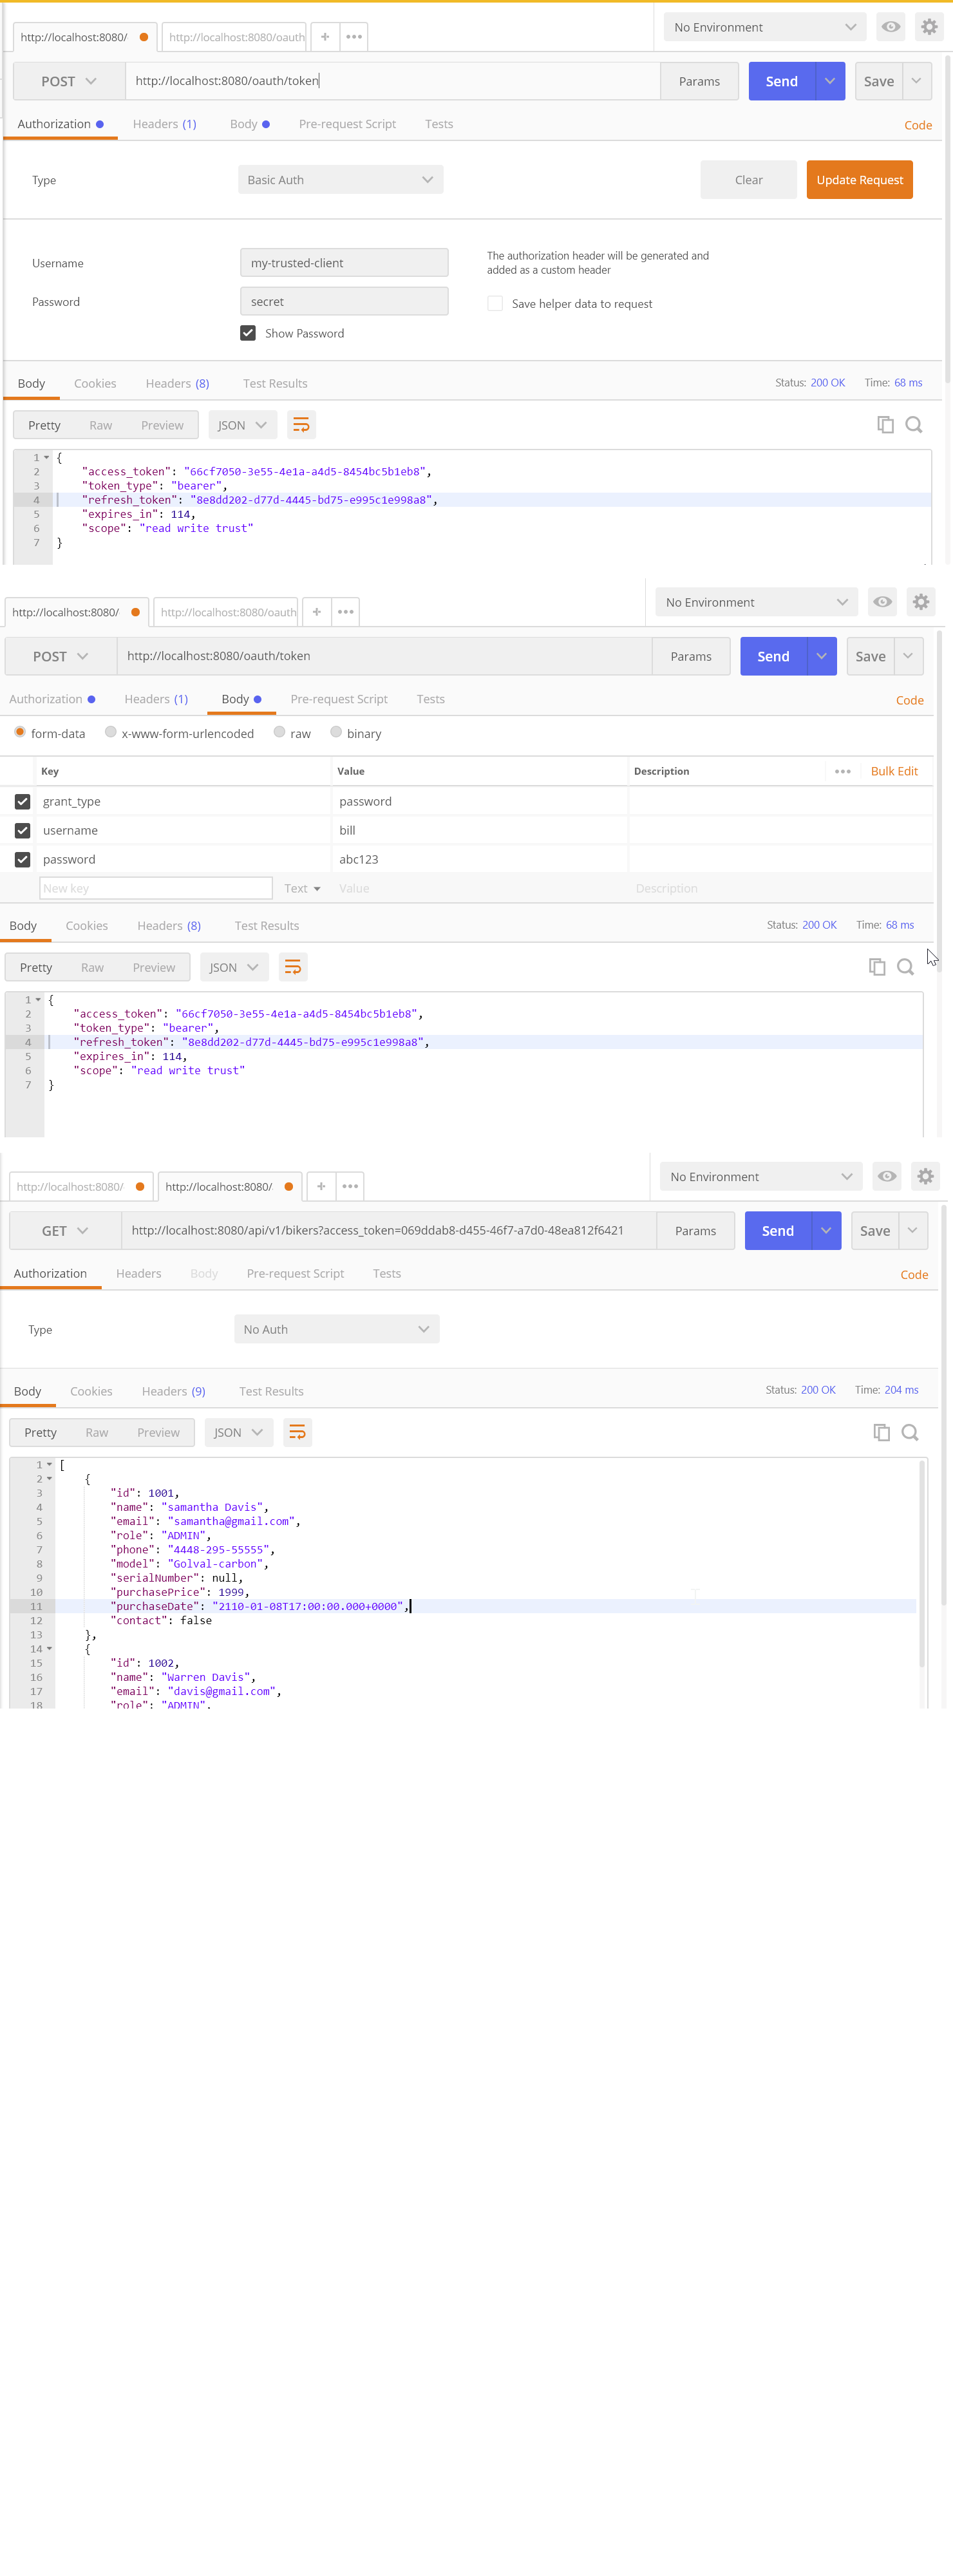 http://localhost:8080/ http://localhost:8080/oauth + ••• No Environment
POST http://localhost:8080/oauth/token Params Send Save
Authorization Headers (1) Body Pre-request Script Tests Code
Type Basic Auth Clear Update Request
Username my-trusted-client The authorization header will be generated and
added as a custom header
Password secret Save helper data to request
Show Password
Body Cookies Headers (8) Test Results Status: 200 OK Time: 68 ms
Pretty Raw Preview JSON
1 {
2 "access_token": "66cf7050-3e55-4e1a-a4d5-8454bc5b1eb8",
3 "token_type": "bearer",
4 "refresh_token": "8e8dd202-d77d-4445-bd75-e995c1e998a8",
5 "expires_in": 114,
6 "scope": "read write trust"
7 }
http://localhost:8080/ http://localhost:8080/oauth + ••• No Environment
POST http://localhost:8080/oauth/token Params Send Save
Authorization Headers (1) Body Pre-request Script Tests Code
form-data x-www-form-urlencoded raw binary
Key Value Description ••• Bulk Edit
grant_type password
username bill
password abc123
New key Text Value Description
Body Cookies Headers (8) Test Results Status: 200 OK Time: 68 ms
Pretty Raw Preview JSON
1 {
2 "access_token": "66cf7050-3e55-4e1a-a4d5-8454bc5b1eb8",
3 "token_type": "bearer",
4 "refresh_token": "8e8dd202-d77d-4445-bd75-e995c1e998a8",
5 "expires_in": 114,
6 "scope": "read write trust"
7 }
http://localhost:8080/ http://localhost:8080/ + ••• No Environment
GET http://localhost:8080/api/v1/bikers?access_token=069ddab8-d455-46f7-a7d0-48ea812f6421 Params Send Save
Authorization Headers Body Pre-request Script Tests Code
Type No Auth
Body Cookies Headers (9) Test Results Status: 200 OK Time: 204 ms
Pretty Raw Preview JSON
1 [
2 {
3 "id": 1001,
4 "name": "samantha Davis",
5 "email": "samantha@gmail.com",
6 "role": "ADMIN",
7 "phone": "4448-295-55555",
8 "model": "Golval-carbon",
9 "serialNumber": null,
10 "purchasePrice": 1999,
11 "purchaseDate": "2110-01-08T17:00:00.000+0000",
12 "contact": false
13 },
14 {
15 "id": 1002,
16 "name": "Warren Davis",
17 "email": "davis@gmail.com",
18 "role": "ADMIN",